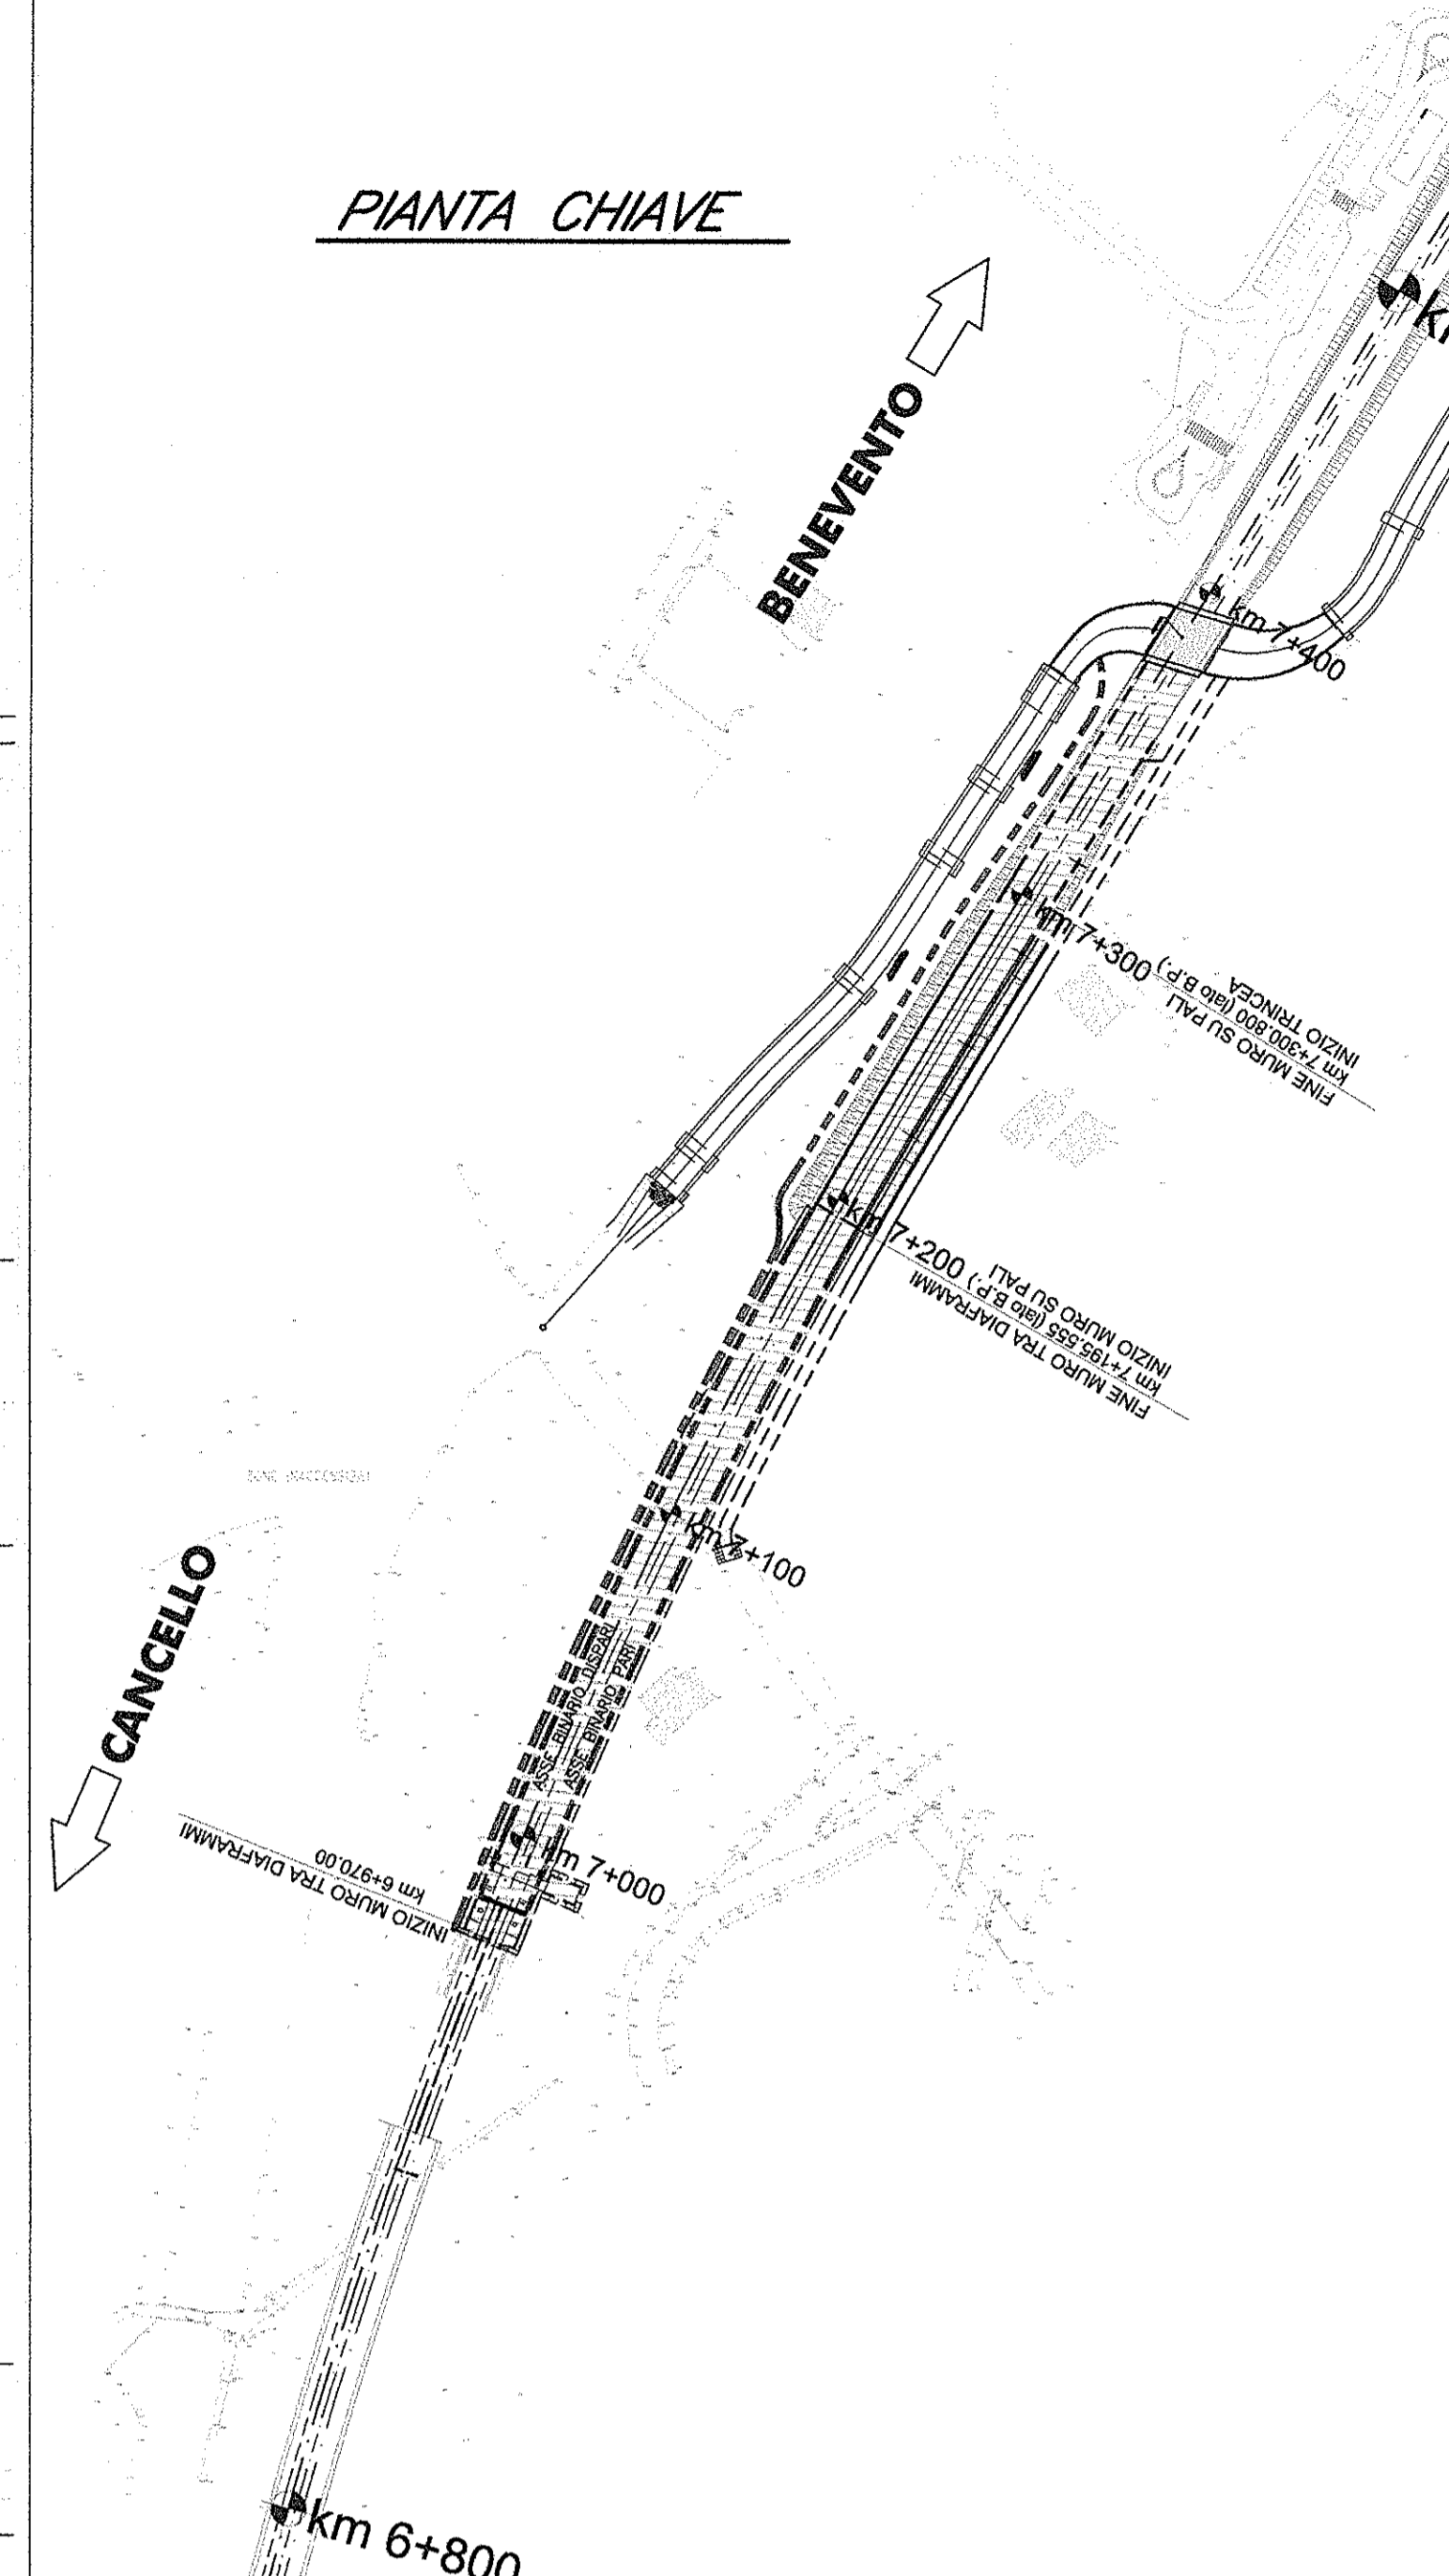 PIANTA CHIAVE
BENEVENTO
km 7+400
km 7+300
INIZIO TRINCEA
km 7+300.800 (lato B.P.)
FINE MURO SU PALI
km 7+200
INIZIO MURO SU PALI
km 7+195.555 (lato B.P.)
FINE MURO TRA DIAFRAMMI
km 7+100
CANCELLO
ASSE BINARIO DISPARI
ASSE BINARIO PARI
km 7+000
km 6+970.00
INIZIO MURO TRA DIAFRAMMI
km 6+800